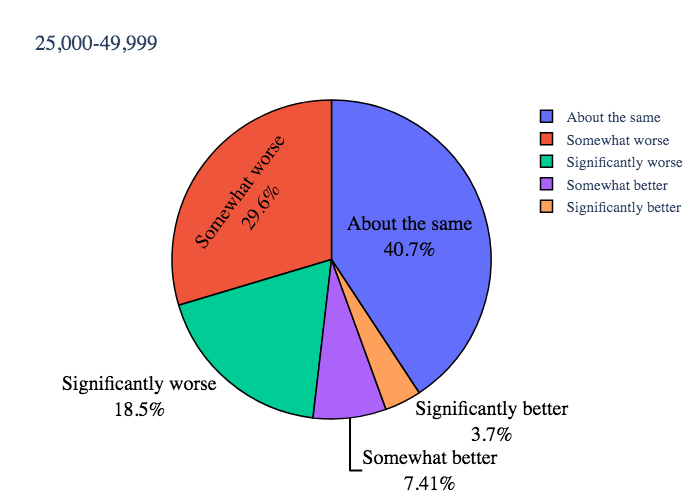 25,000-49,999
About the same
Somewhat worse
Significantly worse
Somewhat better
Significantly better
Somewhat worse
29.6%
About the same
40.7%
Significantly worse
18.5%
Significantly better
3.7%
Somewhat better
7.41%